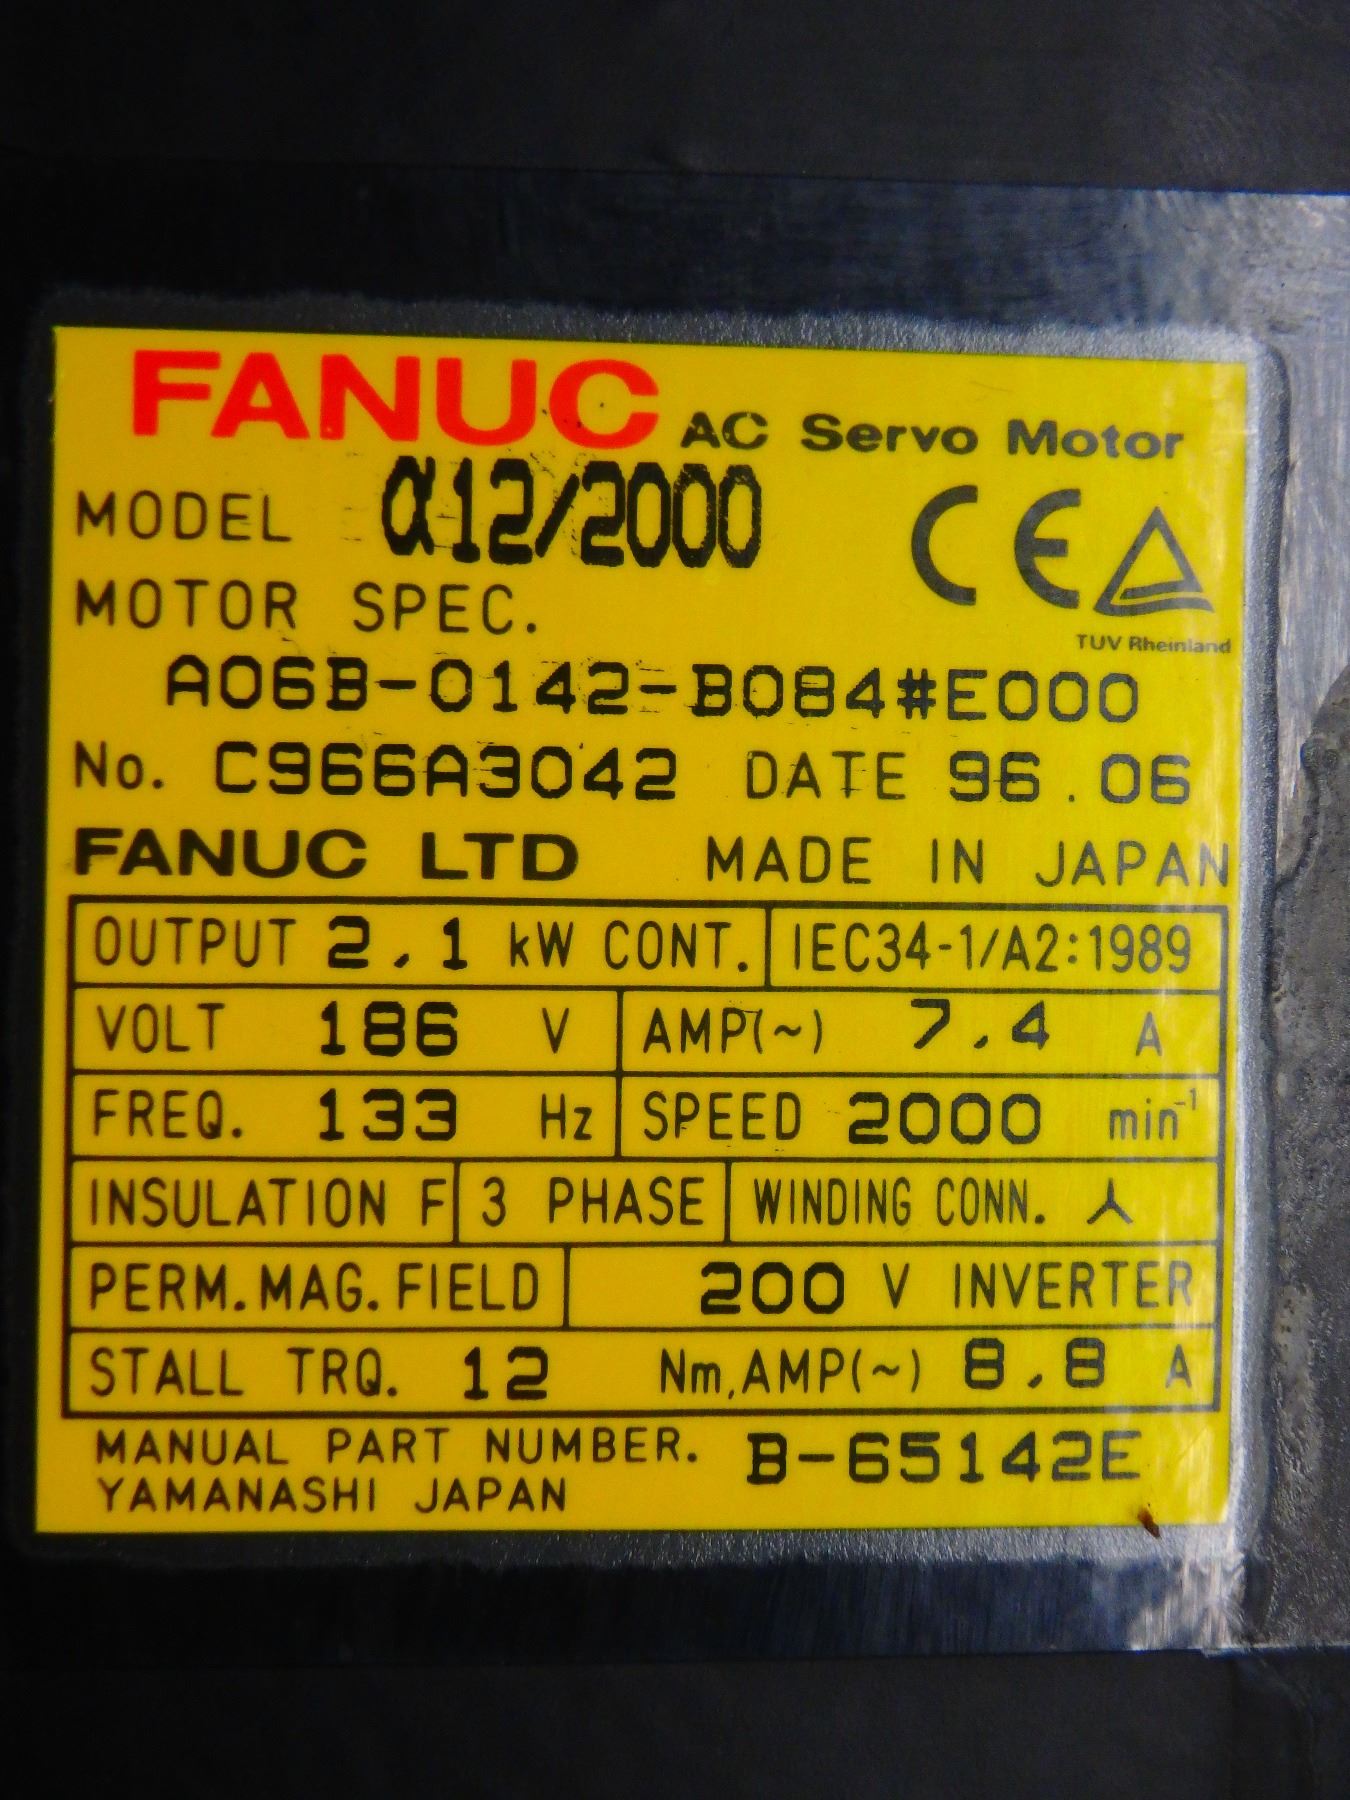 FANUC AC Servo Motor
MODEL α12/2000
CE
TUV Rheinland
MOTOR SPEC.
A06B-0142-B084#E000
No. C966A3042 DATE 96.06
FANUC LTD MADE IN JAPAN
OUTPUT 2.1 kW CONT. IEC34-1/A2:1989
VOLT 186 V AMP(~) 7.4 A
FREQ. 133 Hz SPEED 2000 min⁻¹
INSULATION F 3 PHASE WINDING CONN.
PERM.MAG.FIELD 200 V INVERTER
STALL TRQ. 12 Nm,AMP(~) 8.8 A
MANUAL PART NUMBER. B-65142E
YAMANASHI JAPAN